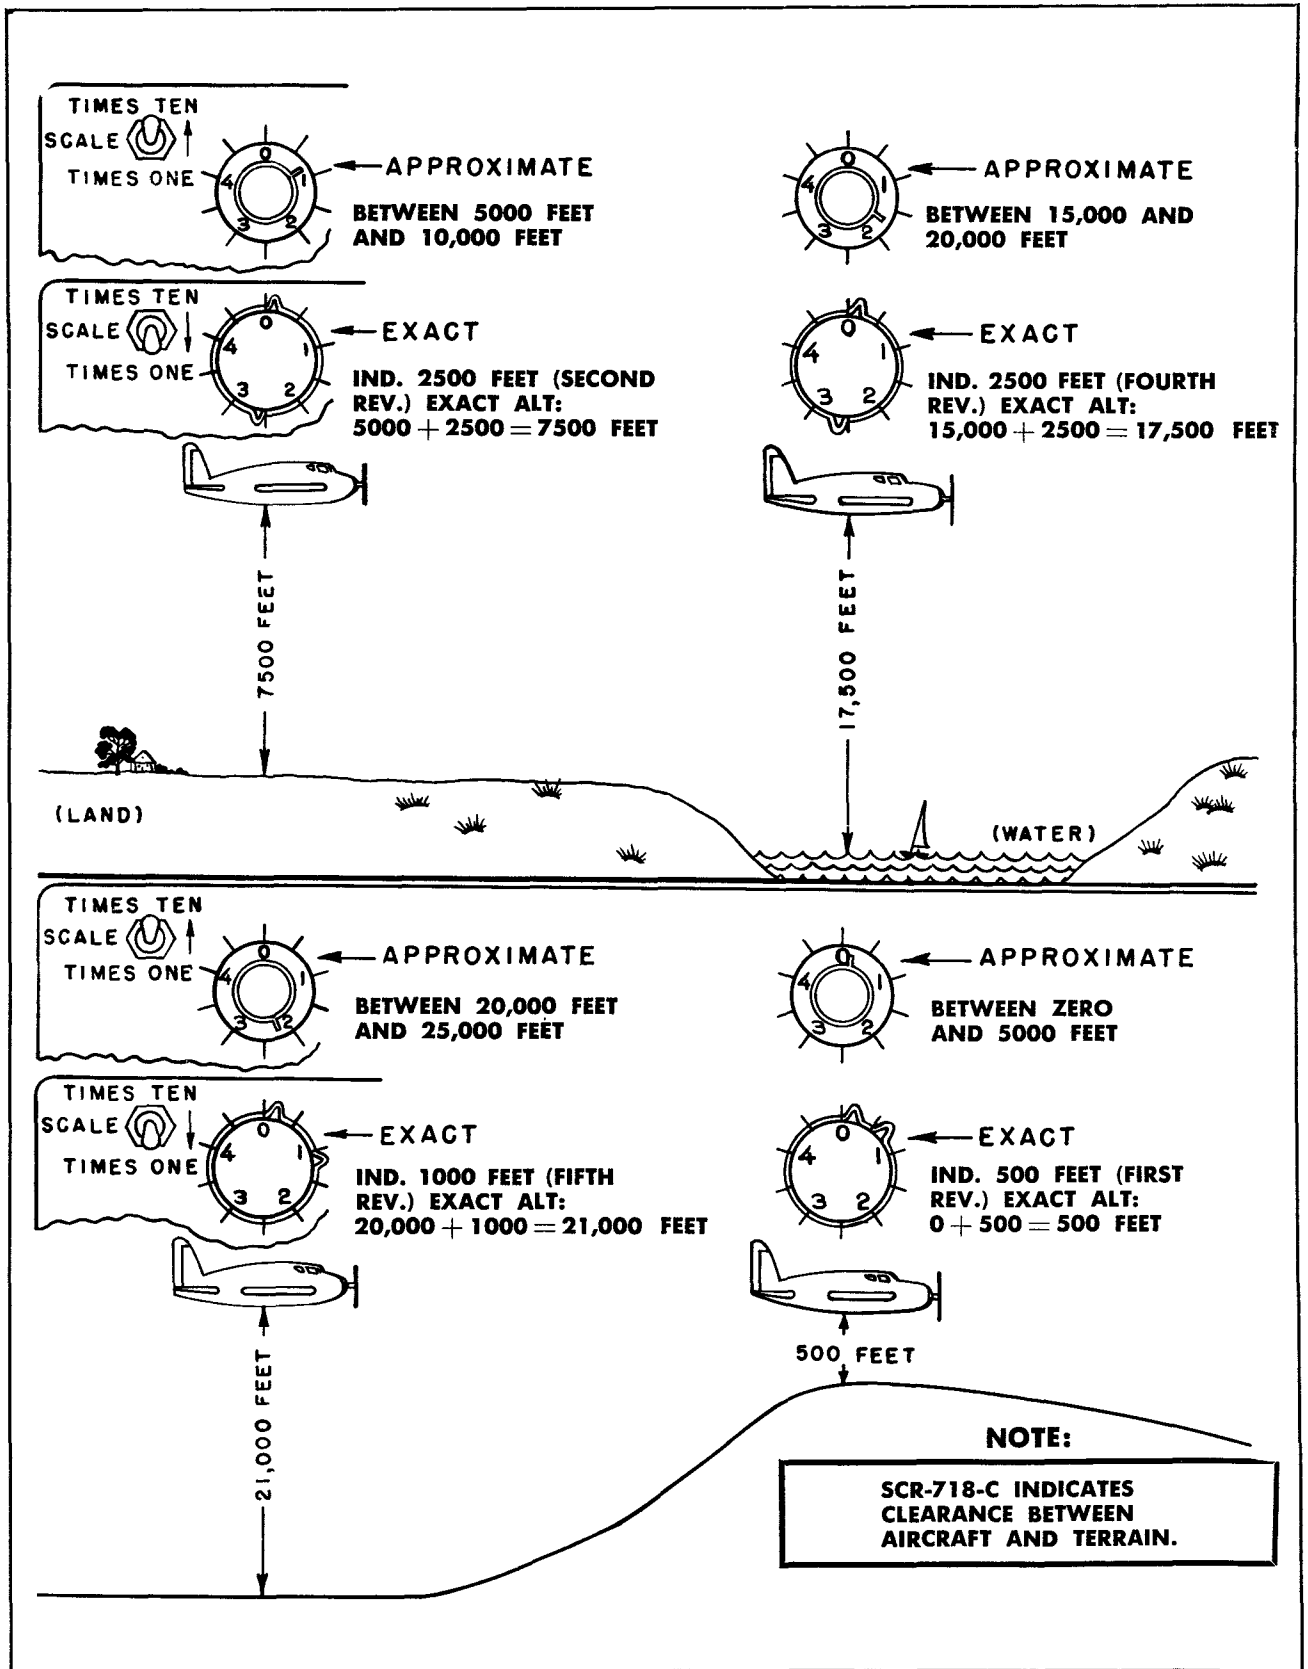 TIMES TEN
SCALE
TIMES ONE
0
1
2
3
4
APPROXIMATE
BETWEEN 5000 FEET
AND 10,000 FEET
0
1
2
3
4
APPROXIMATE
BETWEEN 15,000 AND
20,000 FEET
TIMES TEN
SCALE
TIMES ONE
0
1
2
3
4
EXACT
IND. 2500 FEET (SECOND
REV.) EXACT ALT:
5000 + 2500 = 7500 FEET
0
1
2
3
4
EXACT
IND. 2500 FEET (FOURTH
REV.) EXACT ALT:
15,000 + 2500 = 17,500 FEET
7500 FEET
17,500 FEET
(LAND)
(WATER)
TIMES TEN
SCALE
TIMES ONE
0
1
2
3
4
APPROXIMATE
BETWEEN 20,000 FEET
AND 25,000 FEET
0
1
2
3
4
APPROXIMATE
BETWEEN ZERO
AND 5000 FEET
TIMES TEN
SCALE
TIMES ONE
0
1
2
3
4
EXACT
IND. 1000 FEET (FIFTH
REV.) EXACT ALT:
20,000 + 1000 = 21,000 FEET
0
1
2
3
4
EXACT
IND. 500 FEET (FIRST
REV.) EXACT ALT:
0 + 500 = 500 FEET
21,000 FEET
500 FEET
NOTE:
SCR-718-C INDICATES
CLEARANCE BETWEEN
AIRCRAFT AND TERRAIN.